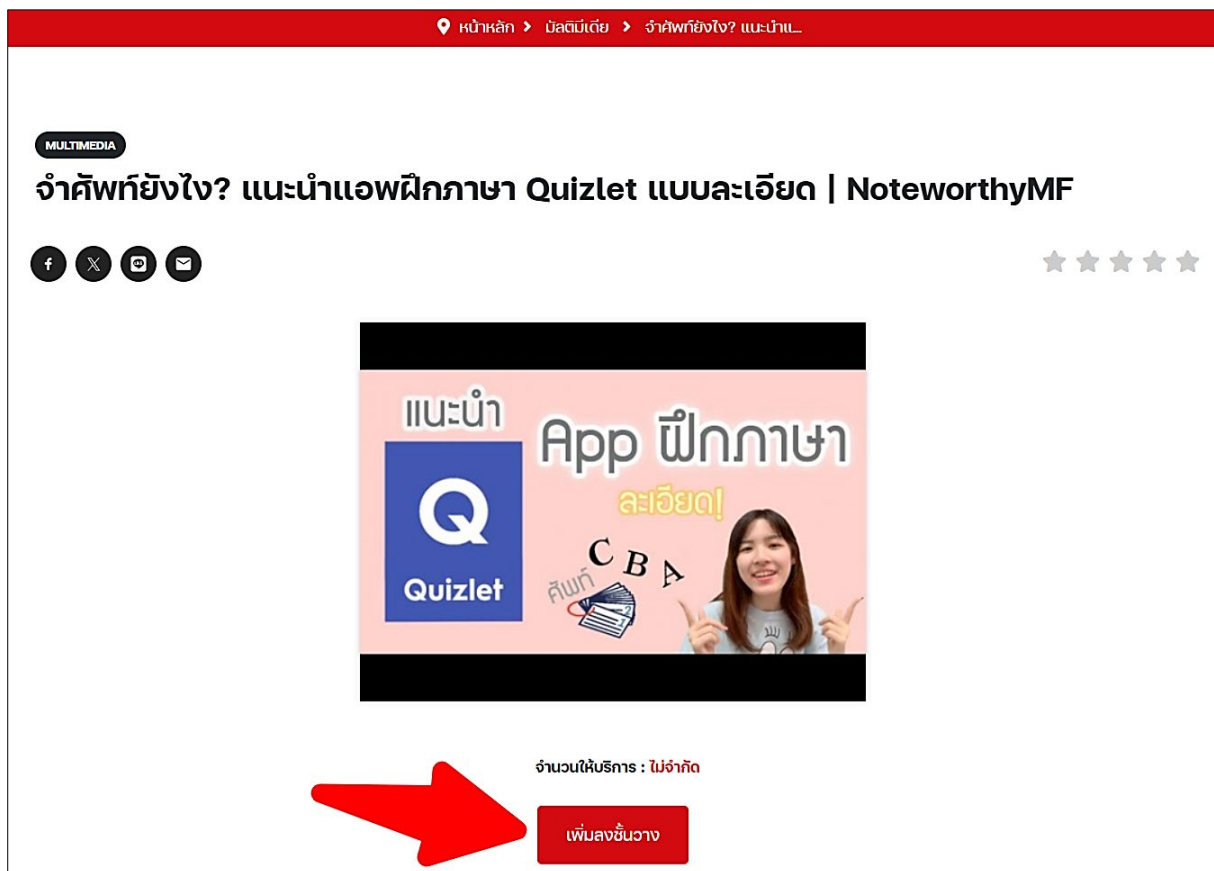 หน้าหลัก > มัลติมีเดีย > จำศัพท์ยังไง? แนะนำแ...
MULTIMEDIA
จำศัพท์ยังไง? แนะนำแอพฝึกภาษา Quizlet แบบละเอียด | NoteworthyMF
แนะนำ
App ฝึกภาษา
ละเอียด!
Q
Quizlet
C B A
ศัพท์
2
1
จำนวนให้บริการ : ไม่จำกัด
เพิ่มลงชั้นวาง